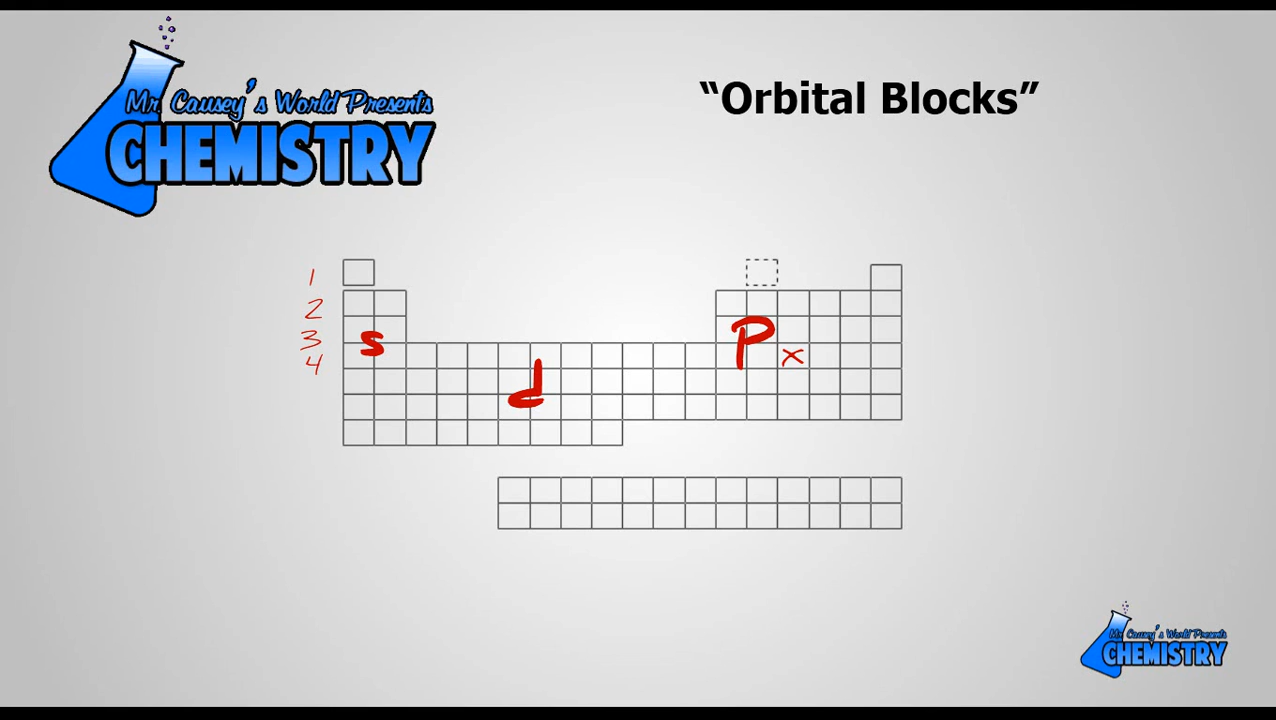 Mr Causey's World Presents
CHEMISTRY
“Orbital Blocks”
1
2
3
4
s
d
P
x
Mr Causey's World Presents
CHEMISTRY